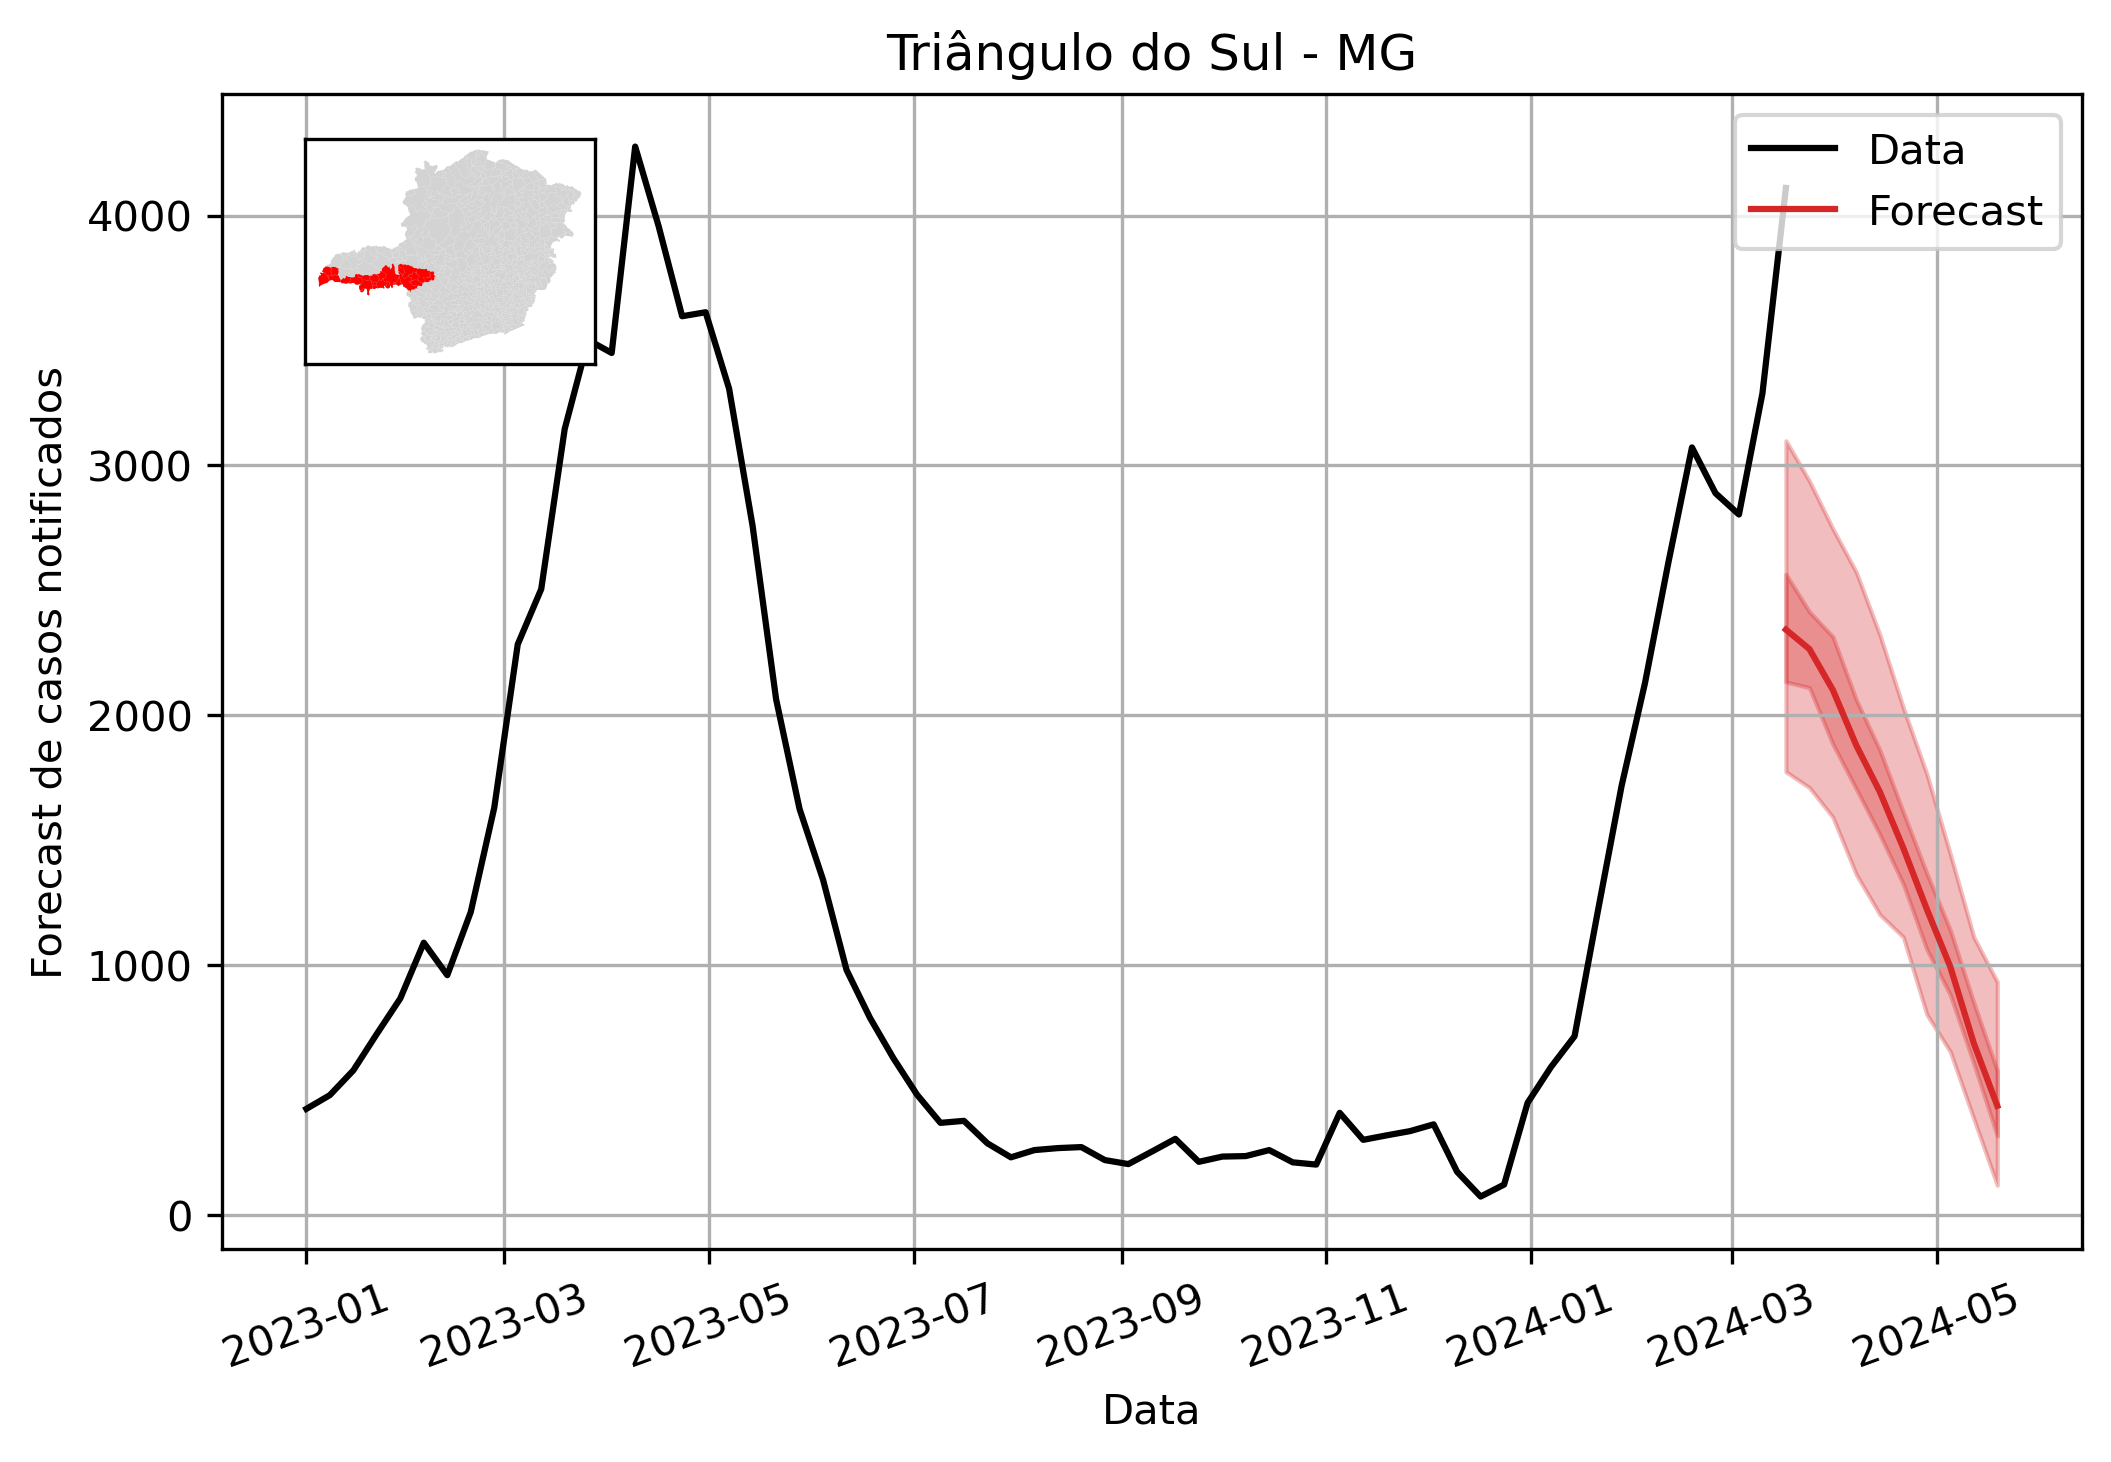 Triângulo do Sul - MG
Data
Forecast
Forecast de casos notificados
4000
3000
2000
1000
0
2023-01
2023-03
2023-05
2023-07
2023-09
2023-11
2024-01
2024-03
2024-05
Data